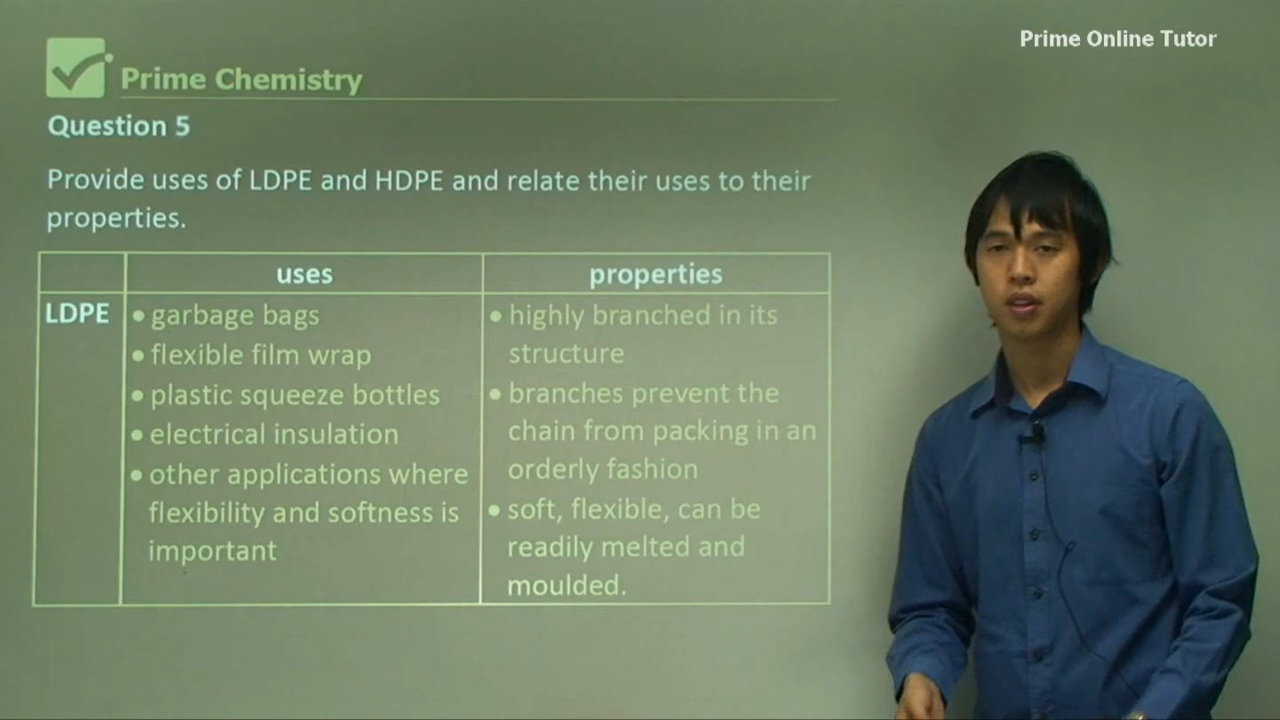 Prime Online Tutor
Prime Chemistry
Question 5
Provide uses of LDPE and HDPE and relate their uses to their
properties.
uses
properties
LDPE
• garbage bags
• flexible film wrap
• plastic squeeze bottles
• electrical insulation
• other applications where
flexibility and softness is
important
• highly branched in its
structure
• branches prevent the
chain from packing in an
orderly fashion
• soft, flexible, can be
readily melted and
moulded.